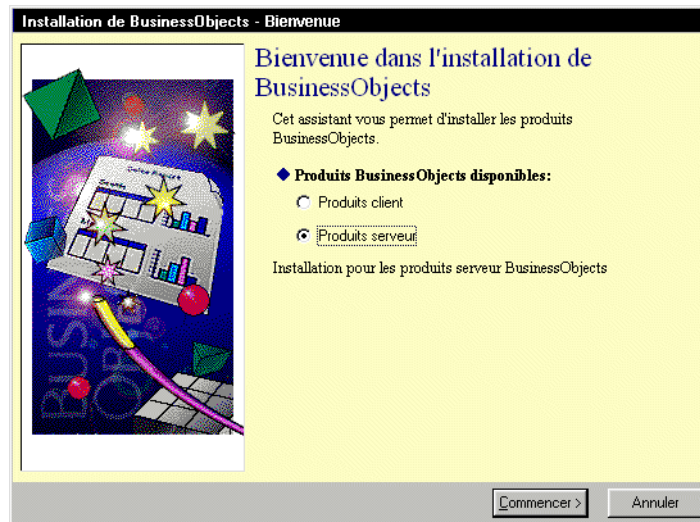 Installation de BusinessObjects - Bienvenue
Bienvenue dans l'installation de
BusinessObjects
Cet assistant vous permet d'installer les produits
BusinessObjects.
Produits BusinessObjects disponibles:
Produits client
Produits serveur
Installation pour les produits serveur BusinessObjects
BUSIN
Commencer >
Annuler